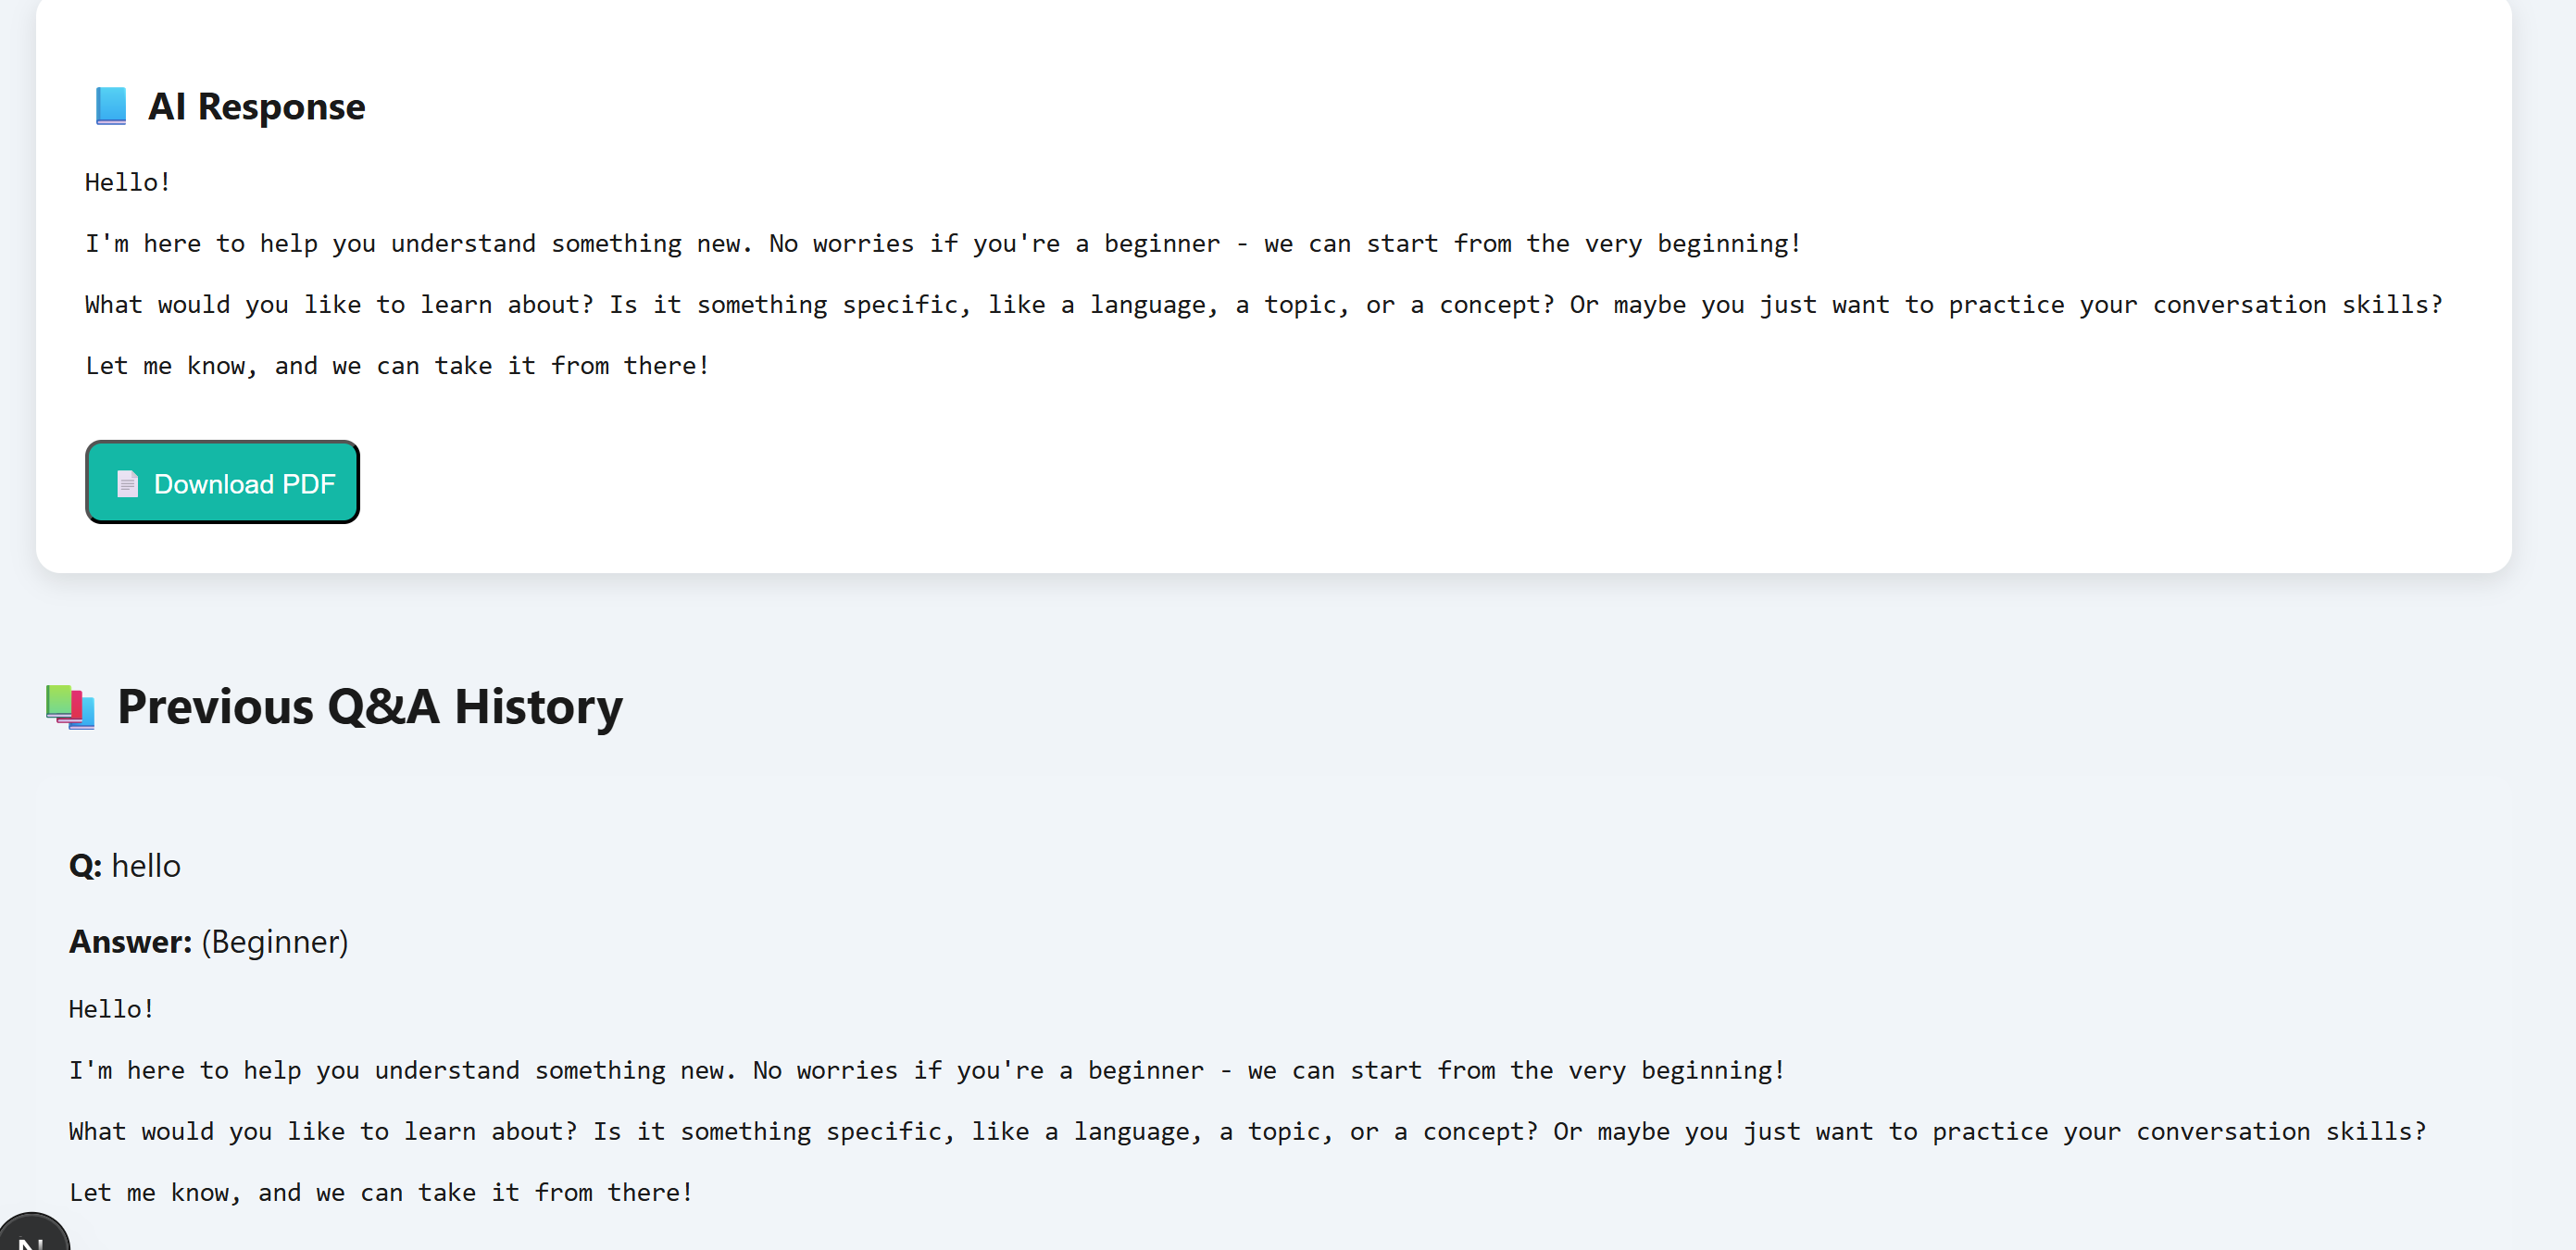 AI Response
Hello!
I'm here to help you understand something new. No worries if you're a beginner - we can start from the very beginning!
What would you like to learn about? Is it something specific, like a language, a topic, or a concept? Or maybe you just want to practice your conversation skills?
Let me know, and we can take it from there!
Download PDF
Previous Q&A History
Q: hello
Answer: (Beginner)
Hello!
I'm here to help you understand something new. No worries if you're a beginner - we can start from the very beginning!
What would you like to learn about? Is it something specific, like a language, a topic, or a concept? Or maybe you just want to practice your conversation skills?
Let me know, and we can take it from there!
N